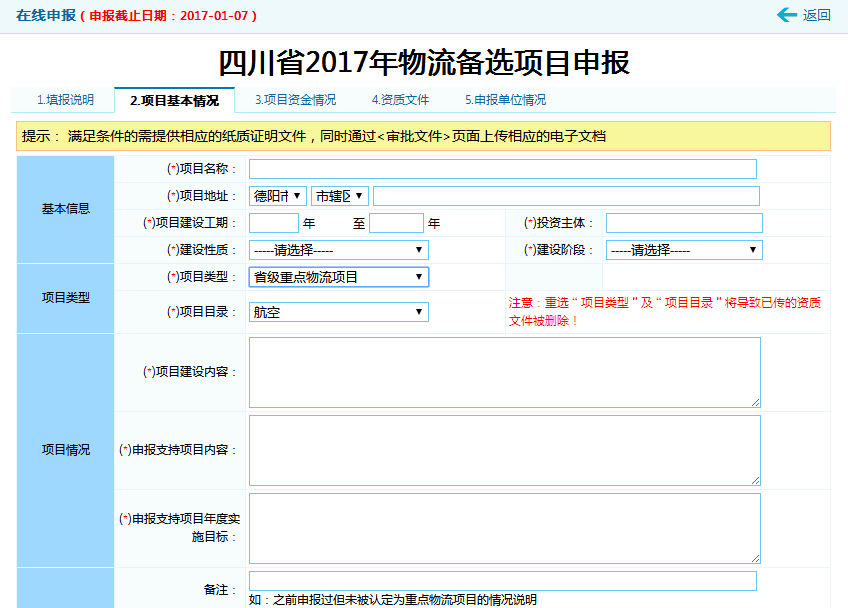 在线申报 ( 申报截止日期：2017-01-07 ) 返回
四川省2017年物流备选项目申报
1.填报说明 2.项目基本情况 3.项目资金情况 4.资质文件 5.申报单位情况
提示： 满足条件的需提供相应的纸质证明文件，同时通过<审批文件>页面上传相应的电子文档
基本信息
(*)项目名称：
(*)项目地址： 德阳市 市辖区
(*)项目建设工期： 年 至 年 (*)投资主体：
(*)建设性质： -----请选择----- (*)建设阶段： -----请选择-----
项目类型
(*)项目类型： 省级重点物流项目
(*)项目目录： 航空
注意：重选“项目类型”及“项目目录”将导致已传的资质
文件被删除！
项目情况
(*)项目建设内容：
(*)申报支持项目内容：
(*)申报支持项目年度实
施目标：
备注：
如：之前申报过但未被认定为重点物流项目的情况说明